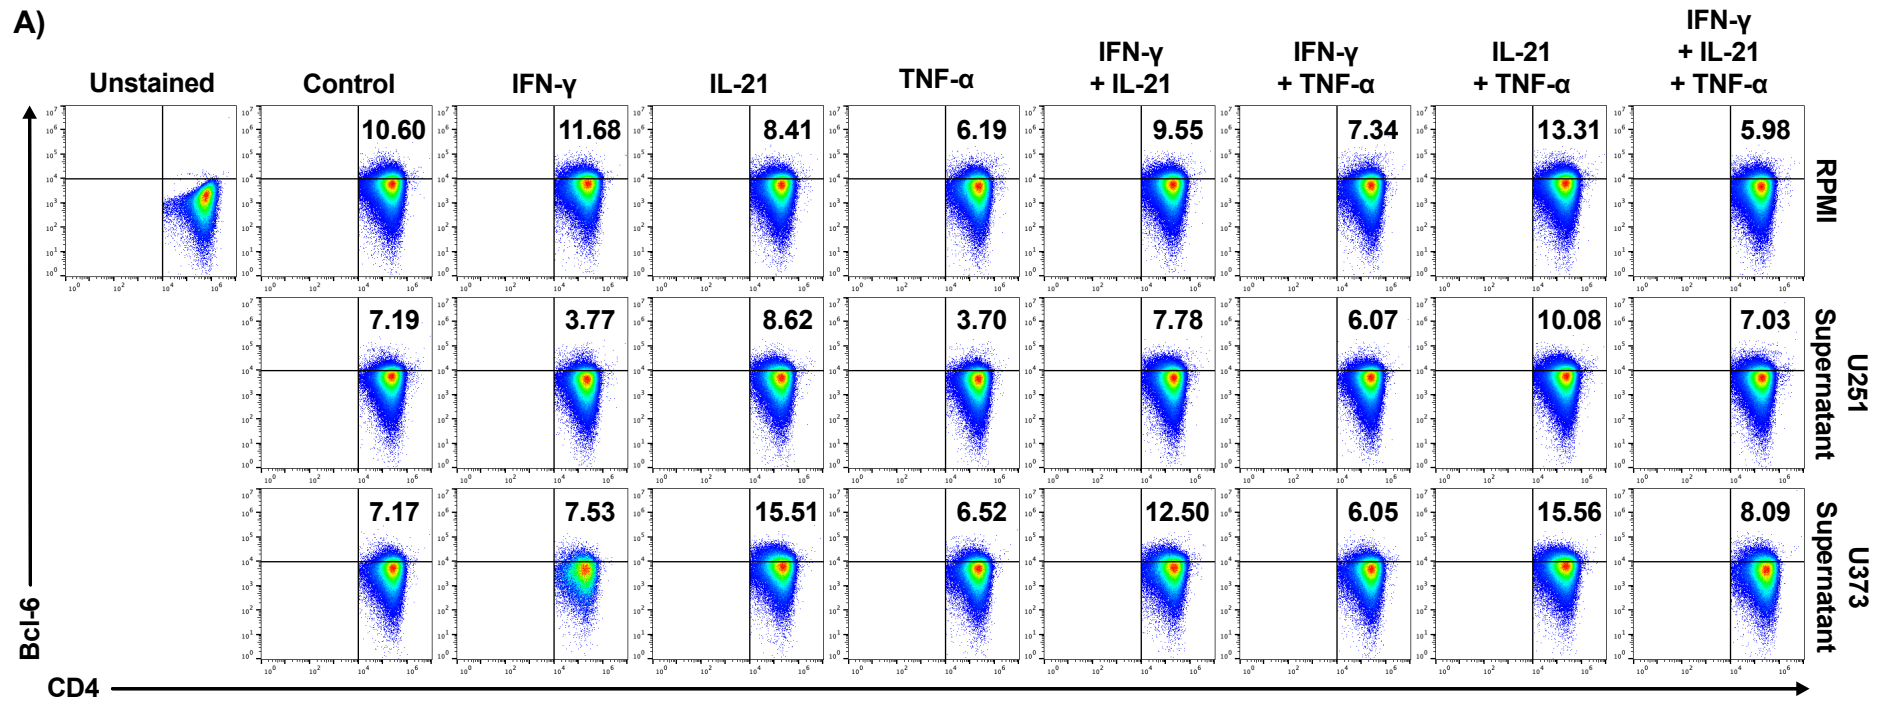 A)
Unstained
Control
IFN-γ
IL-21
TNF-α
IFN-γ
+ IL-21
IFN-γ
+ TNF-α
IL-21
+ TNF-α
IFN-γ
+ IL-21
+ TNF-α
10.60
11.68
8.41
6.19
9.55
7.34
13.31
5.98
RPMI
7.19
3.77
8.62
3.70
7.78
6.07
10.08
7.03
U251
Supernatant
7.17
7.53
15.51
6.52
12.50
6.05
15.56
8.09
U373
Supernatant
Bcl-6
CD4